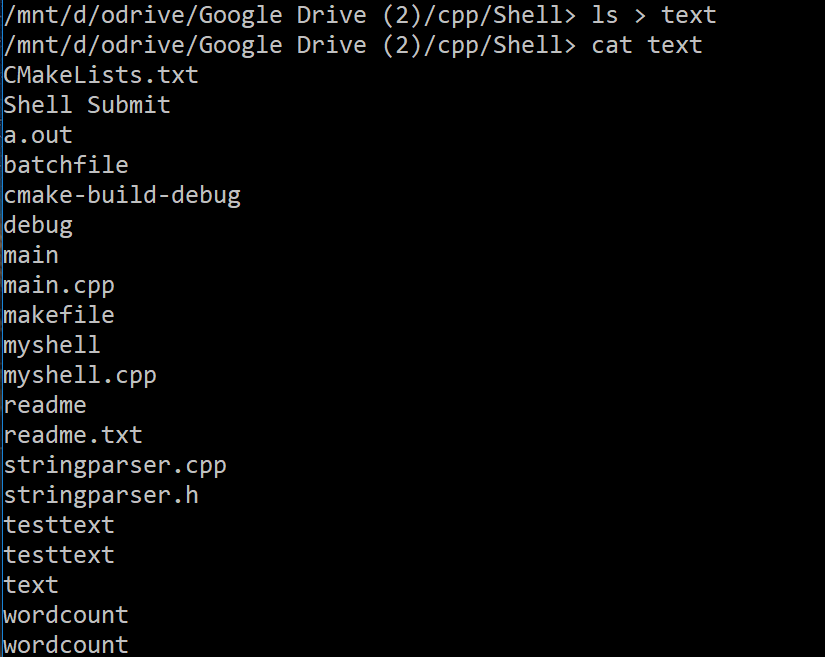 /mnt/d/odrive/Google Drive (2)/cpp/Shell> ls > text
/mnt/d/odrive/Google Drive (2)/cpp/Shell> cat text
CMakeLists.txt
Shell Submit
a.out
batchfile
cmake-build-debug
debug
main
main.cpp
makefile
myshell
myshell.cpp
readme
readme.txt
stringparser.cpp
stringparser.h
testtext
testtext
text
wordcount
wordcount